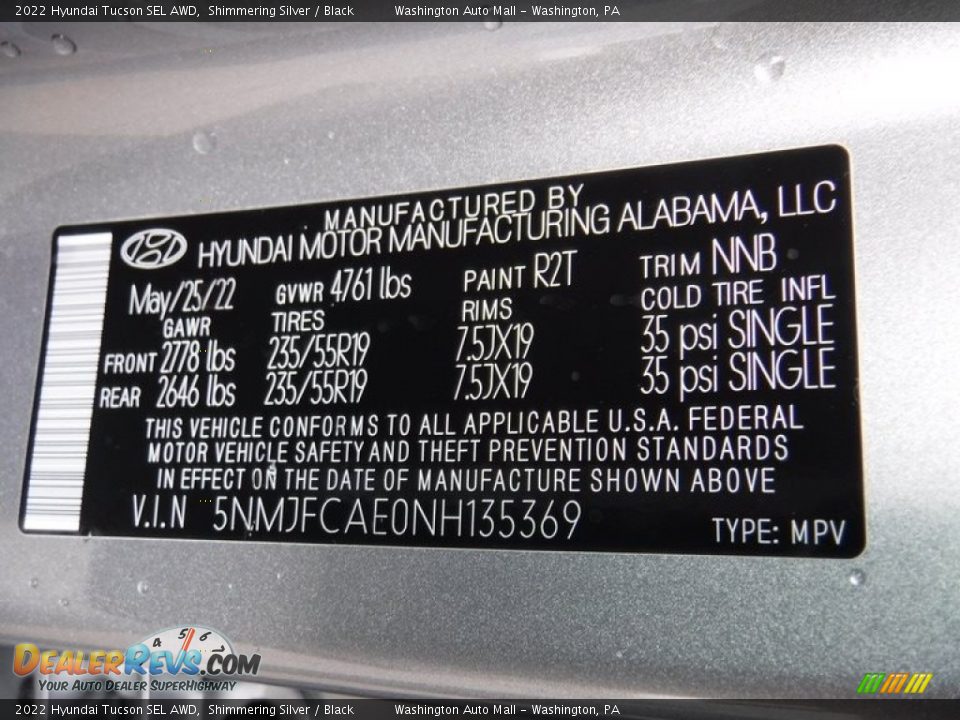 2022 Hyundai Tucson SEL AWD,  Shimmering Silver / Black     Washington Auto Mall - Washington, PA
MANUFACTURED BY
HYUNDAI MOTOR MANUFACTURING ALABAMA, LLC
May/25/22 GVWR 4761 lbs PAINT R2T TRIM NNB
GAWR TIRES RIMS COLD TIRE INFL
FRONT 2778 lbs 235/55R19 7.5JX19 35 psi SINGLE
REAR 2646 lbs 235/55R19 7.5JX19 35 psi SINGLE
THIS VEHICLE CONFORMS TO ALL APPLICABLE U.S.A. FEDERAL
MOTOR VEHICLE SAFETY AND THEFT PREVENTION STANDARDS
IN EFFECT ON THE DATE OF MANUFACTURE SHOWN ABOVE
V.I.N 5NMJFCAE0NH135369 TYPE: MPV
4 5 6
DEALERREVS.COM
YOUR AUTO DEALER SUPERHIGHWAY
2022 Hyundai Tucson SEL AWD,  Shimmering Silver / Black     Washington Auto Mall - Washington, PA